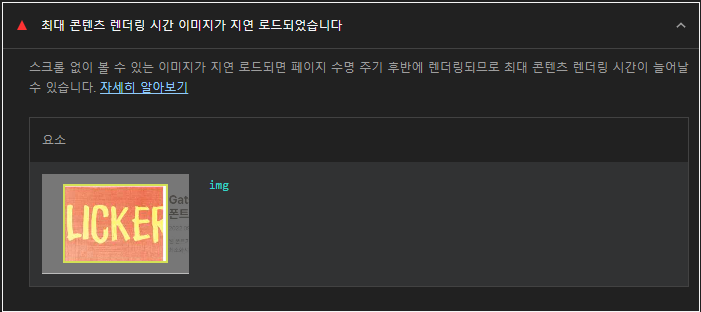 최대 콘텐츠 렌더링 시간 이미지가 지연 로드되었습니다
스크롤 없이 볼 수 있는 이미지가 지연 로드되면 페이지 수명 주기 후반에 렌더링되므로 최대 콘텐츠 렌더링 시간이 늘어날
수 있습니다. 자세히 알아보기
요소
img
LICKER
Gat
폰트